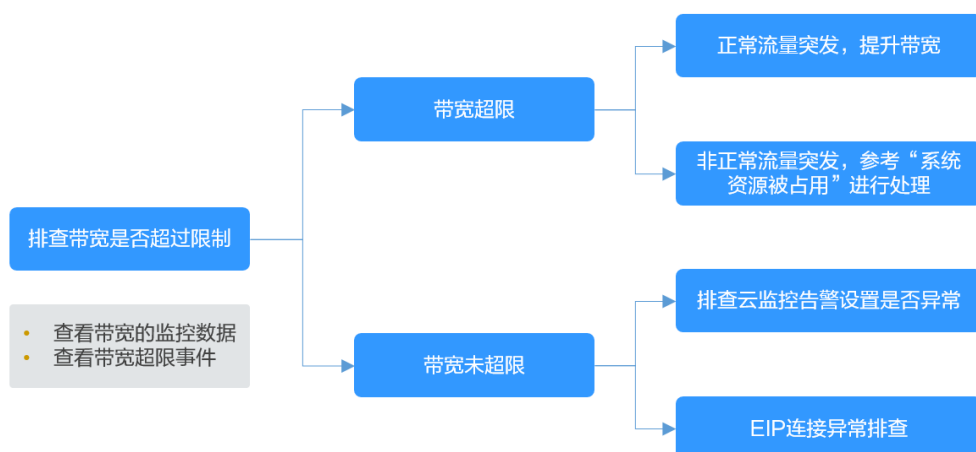 正常流量突发，提升带宽
带宽超限
非正常流量突发，参考“系统
资源被占用”进行处理
排查带宽是否超过限制
排查云监控告警设置是否异常
• 查看带宽的监控数据
• 查看带宽超限事件
带宽未超限
EIP连接异常排查